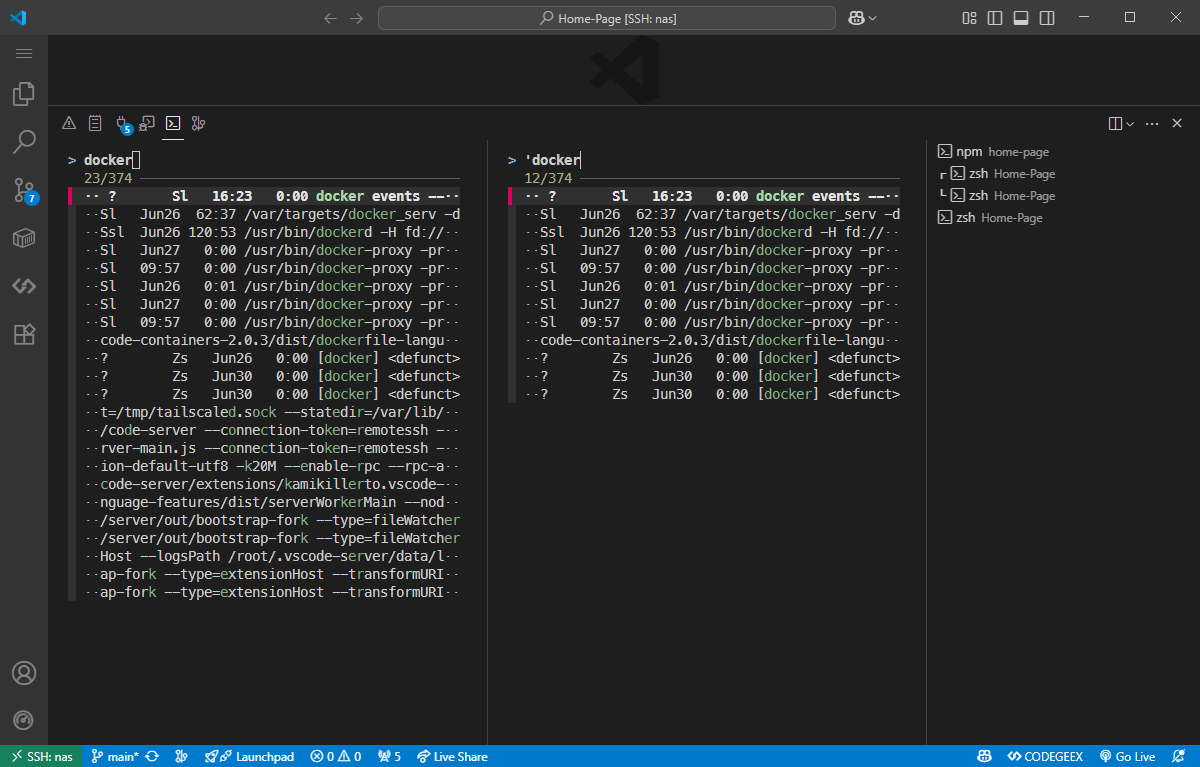 Home-Page [SSH: nas]
5
7
> docker
23/374
·· ? Sl 16:23 0:00 docker events --··
··Sl Jun26 62:37 /var/targets/docker_serv -d
··Ssl Jun26 120:53 /usr/bin/dockerd -H fd://··
··Sl Jun27 0:00 /usr/bin/docker-proxy -pr··
··Sl 09:57 0:00 /usr/bin/docker-proxy -pr··
··Sl Jun26 0:01 /usr/bin/docker-proxy -pr··
··Sl Jun27 0:00 /usr/bin/docker-proxy -pr··
··Sl 09:57 0:00 /usr/bin/docker-proxy -pr··
··code-containers-2.0.3/dist/dockerfile-langu··
··? Zs Jun26 0:00 [docker] <defunct>
··? Zs Jun30 0:00 [docker] <defunct>
··? Zs Jun30 0:00 [docker] <defunct>
··t=/tmp/tailscaled.sock --statedir=/var/lib/··
··/code-server --connection-token=remotessh -··
··rver-main.js --connection-token=remotessh -··
··ion-default-utf8 -k20M --enable-rpc --rpc-a··
··code-server/extensions/kamikillerto.vscode-··
··nguage-features/dist/serverWorkerMain --nod··
··/server/out/bootstrap-fork --type=fileWatcher
··/server/out/bootstrap-fork --type=fileWatcher
··Host --logsPath /root/.vscode-server/data/l··
··ap-fork --type=extensionHost --transformURI··
··ap-fork --type=extensionHost --transformURI··
> 'docker
12/374
·· ? Sl 16:23 0:00 docker events --··
··Sl Jun26 62:37 /var/targets/docker_serv -d
··Ssl Jun26 120:53 /usr/bin/dockerd -H fd://··
··Sl Jun27 0:00 /usr/bin/docker-proxy -pr··
··Sl 09:57 0:00 /usr/bin/docker-proxy -pr··
··Sl Jun26 0:01 /usr/bin/docker-proxy -pr··
··Sl Jun27 0:00 /usr/bin/docker-proxy -pr··
··Sl 09:57 0:00 /usr/bin/docker-proxy -pr··
··code-containers-2.0.3/dist/dockerfile-langu··
··? Zs Jun26 0:00 [docker] <defunct>
··? Zs Jun30 0:00 [docker] <defunct>
··? Zs Jun30 0:00 [docker] <defunct>
npm home-page
zsh Home-Page
zsh Home-Page
zsh Home-Page
SSH: nas main* Launchpad 0 0 5 Live Share CODEGEEX Go Live